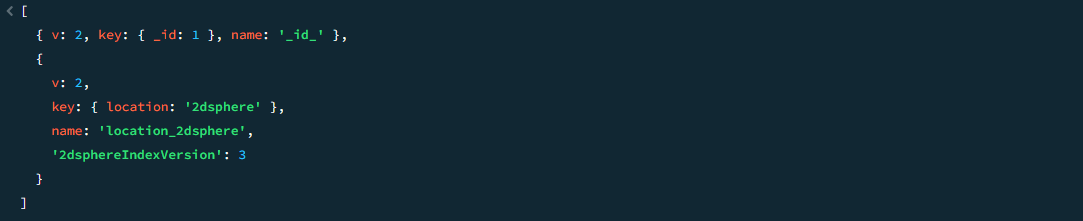 [
{ v: 2, key: { _id: 1 }, name: '_id_' },
{
v: 2,
key: { location: '2dsphere' },
name: 'location_2dsphere',
'2dsphereIndexVersion': 3
}
]